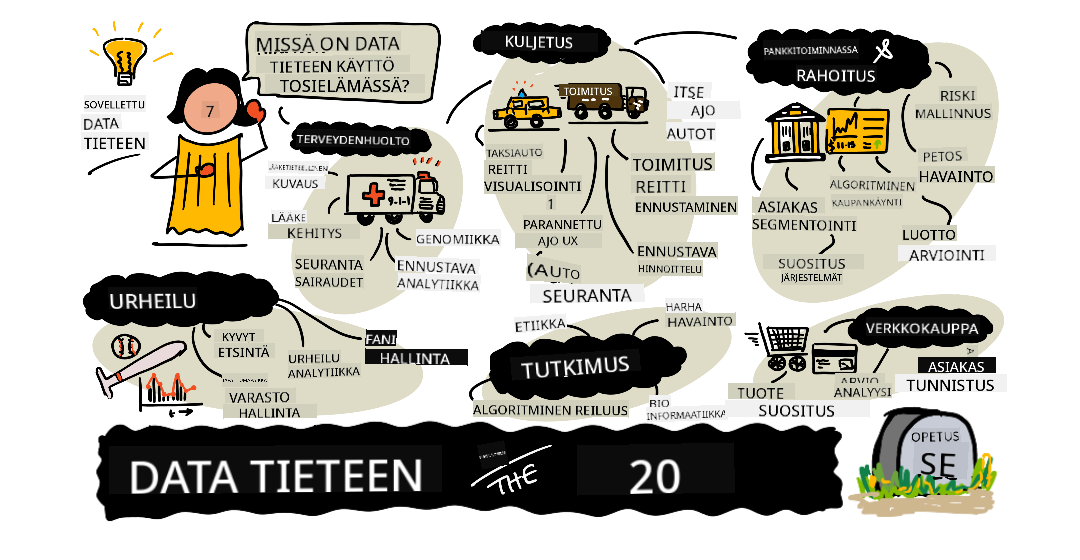 MISSÄ ON DATA
TIETEEN KÄYTTÖ
TOSIELÄMÄSSÄ?
SOVELLETTU
DATA
TIETEEN
7
TERVEYDENHUOLTO
LÄÄKETIETEELLINEN
KUVAUS
LÄÄKE
KEHITYS
9-1-1
GENOMIIKKA
SEURANTA
SAIRAUDET
ENNUSTAVA
ANALYTIIKKA
KULJETUS
TOIMITUS
ITSE
AJO
AUTOT
TAKSIAUTO
REITTI
VISUALISOINTI
1
TOIMITUS
REITTI
ENNUSTAMINEN
PARANNETTU
AJO UX
(AUTO
SEURANTA
ENNUSTAVA
HINNOITTELU
PANKKITOIMINNASSA
&
RAHOITUS
RISKI
MALLINNUS
PETOS
HAVAINTO
ALGORITMINEN
KAUPANKÄYNTI
ASIAKAS
SEGMENTOINTI
LUOTTO
ARVIOINTI
SUOSITUS
JÄRJESTELMÄT
URHEILU
KYVYT
ETSINTÄ
URHEILU
ANALYTIIKKA
FANI
HALLINTA
VARASTO
HALLINTA
ETIIKKA
HARHA
HAVAINTO
TUTKIMUS
ALGORITMINEN REILUUS
BIO
INFORMAATIIKKA
VERKKOKAUPPA
A
ASIAKAS
TUNNISTUS
TUOTE
SUOSITUS
ARVIO
ANALYYSI
DATA TIETEEN
THE
20
OPETUS
SE